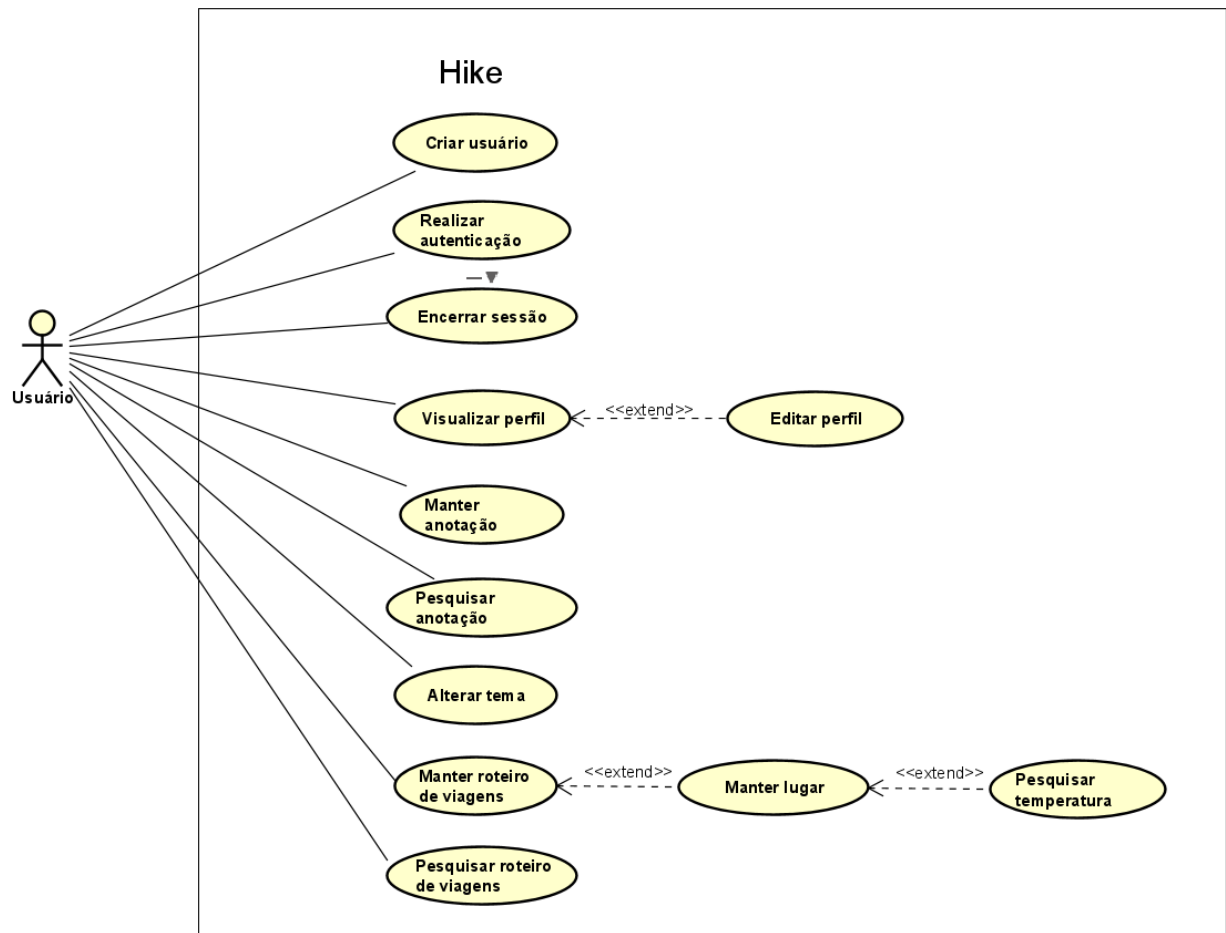 Hike
Criar usuário
Realizar
autenticação
Encerrar sessão
Usuário
Visualizar perfil
<<extend>>
Editar perfil
Manter
anotação
Pesquisar
anotação
Alterar tema
Manter roteiro
de viagens
<<extend>>
Manter lugar
<<extend>>
Pesquisar
temperatura
Pesquisar roteiro
de viagens